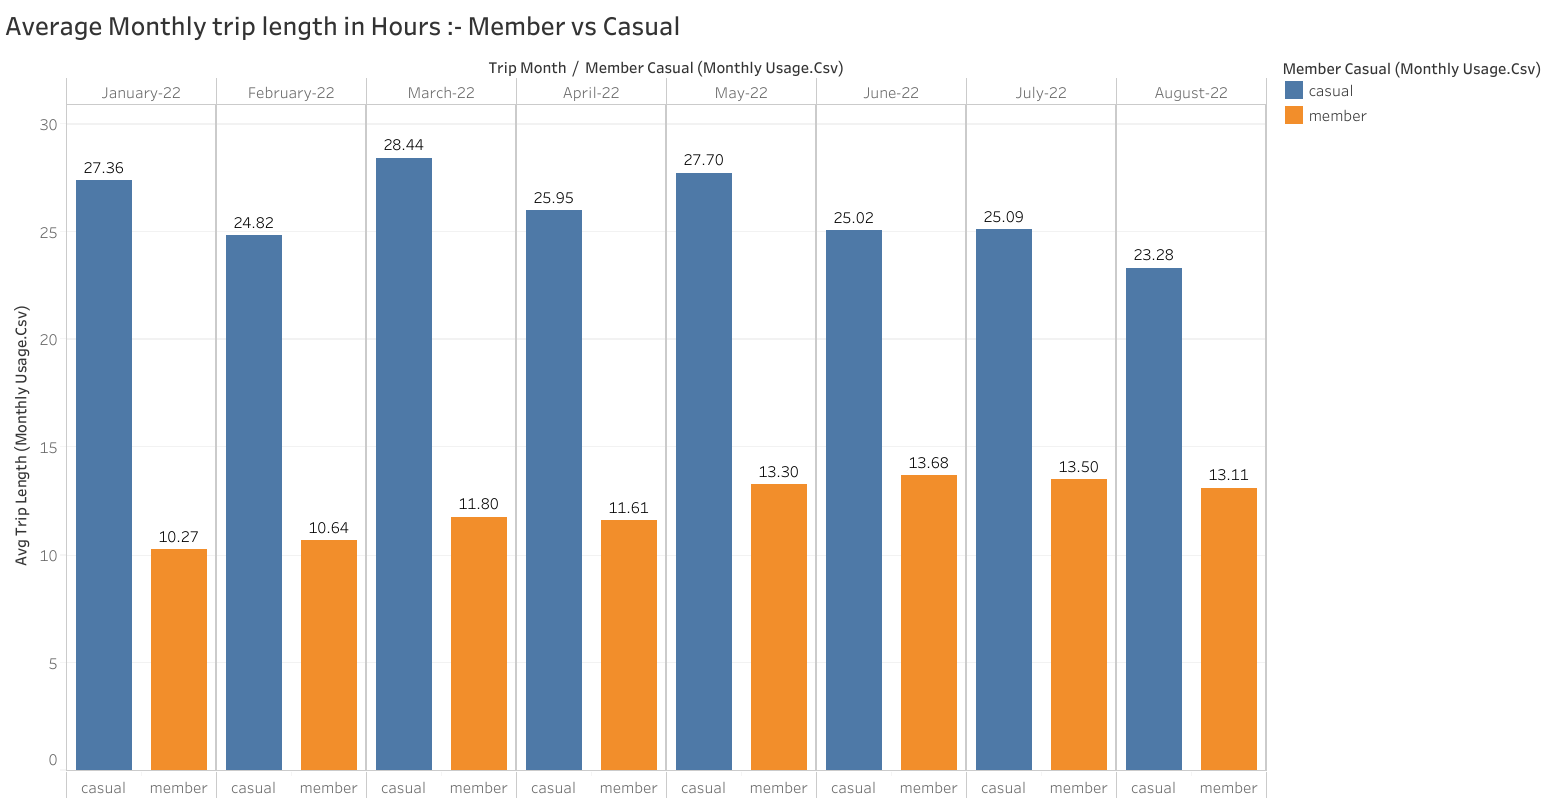 Average Monthly trip length in Hours :- Member vs Casual
Trip Month / Member Casual (Monthly Usage.Csv)
January-22 February-22 March-22 April-22 May-22 June-22 July-22 August-22
Member Casual (Monthly Usage.Csv)
casual
member
Avg Trip Length (Monthly Usage.Csv)
30
25
20
15
10
5
0
27.36 10.27
24.82 10.64
28.44 11.80
25.95 11.61
27.70 13.30
25.02 13.68
25.09 13.50
23.28 13.11
casual member casual member casual member casual member casual member casual member casual member casual member